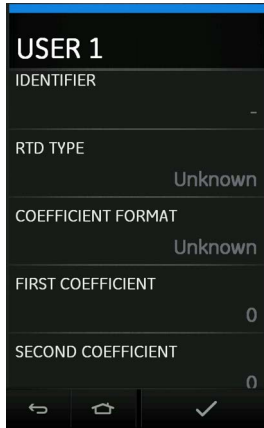 USER 1
IDENTIFIER
-
RTD TYPE
Unknown
COEFFICIENT FORMAT
Unknown
FIRST COEFFICIENT
0
SECOND COEFFICIENT
0